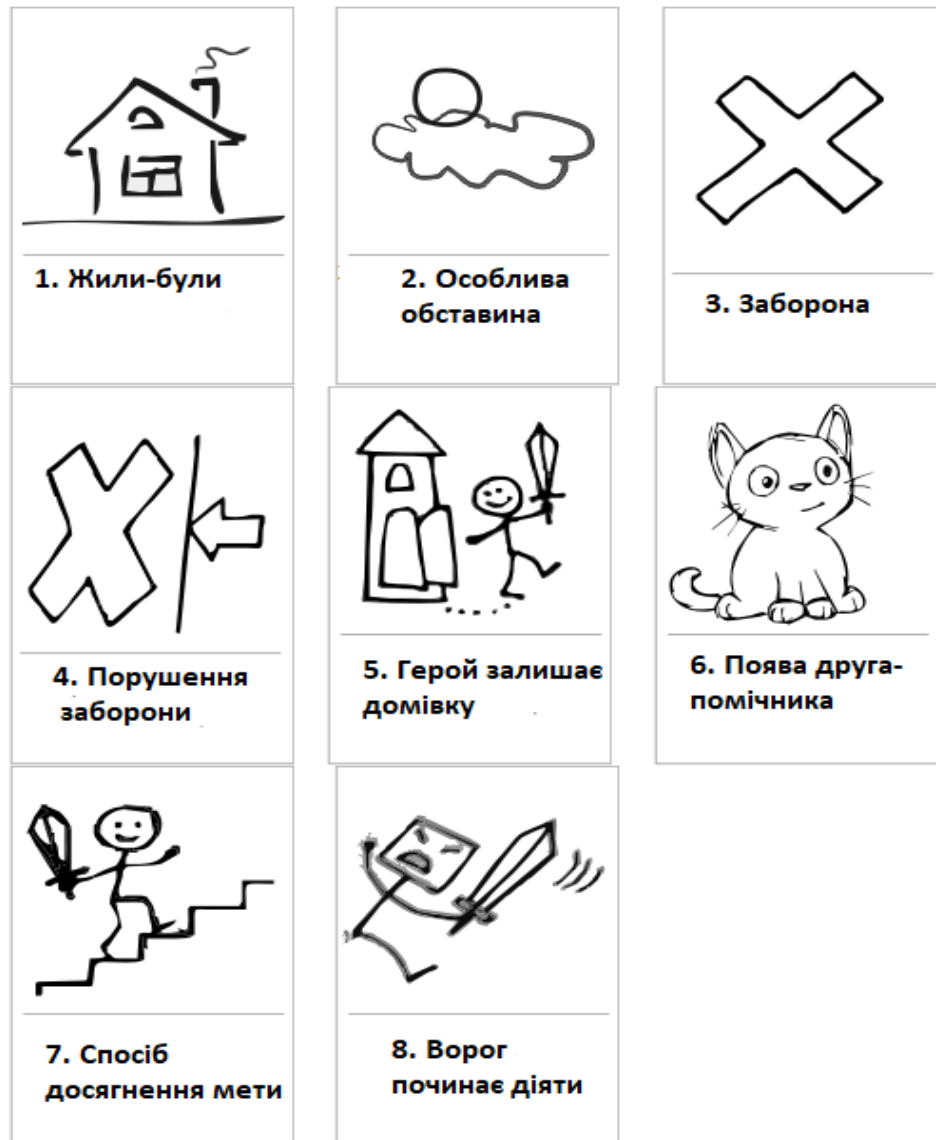 1. Жили-були
2. Особлива
обставина
3. Заборона
4. Порушення
заборони
5. Герой залишає
домівку
6. Поява друга-
помічника
7. Спосіб
досягнення мети
8. Ворог
починає діяти